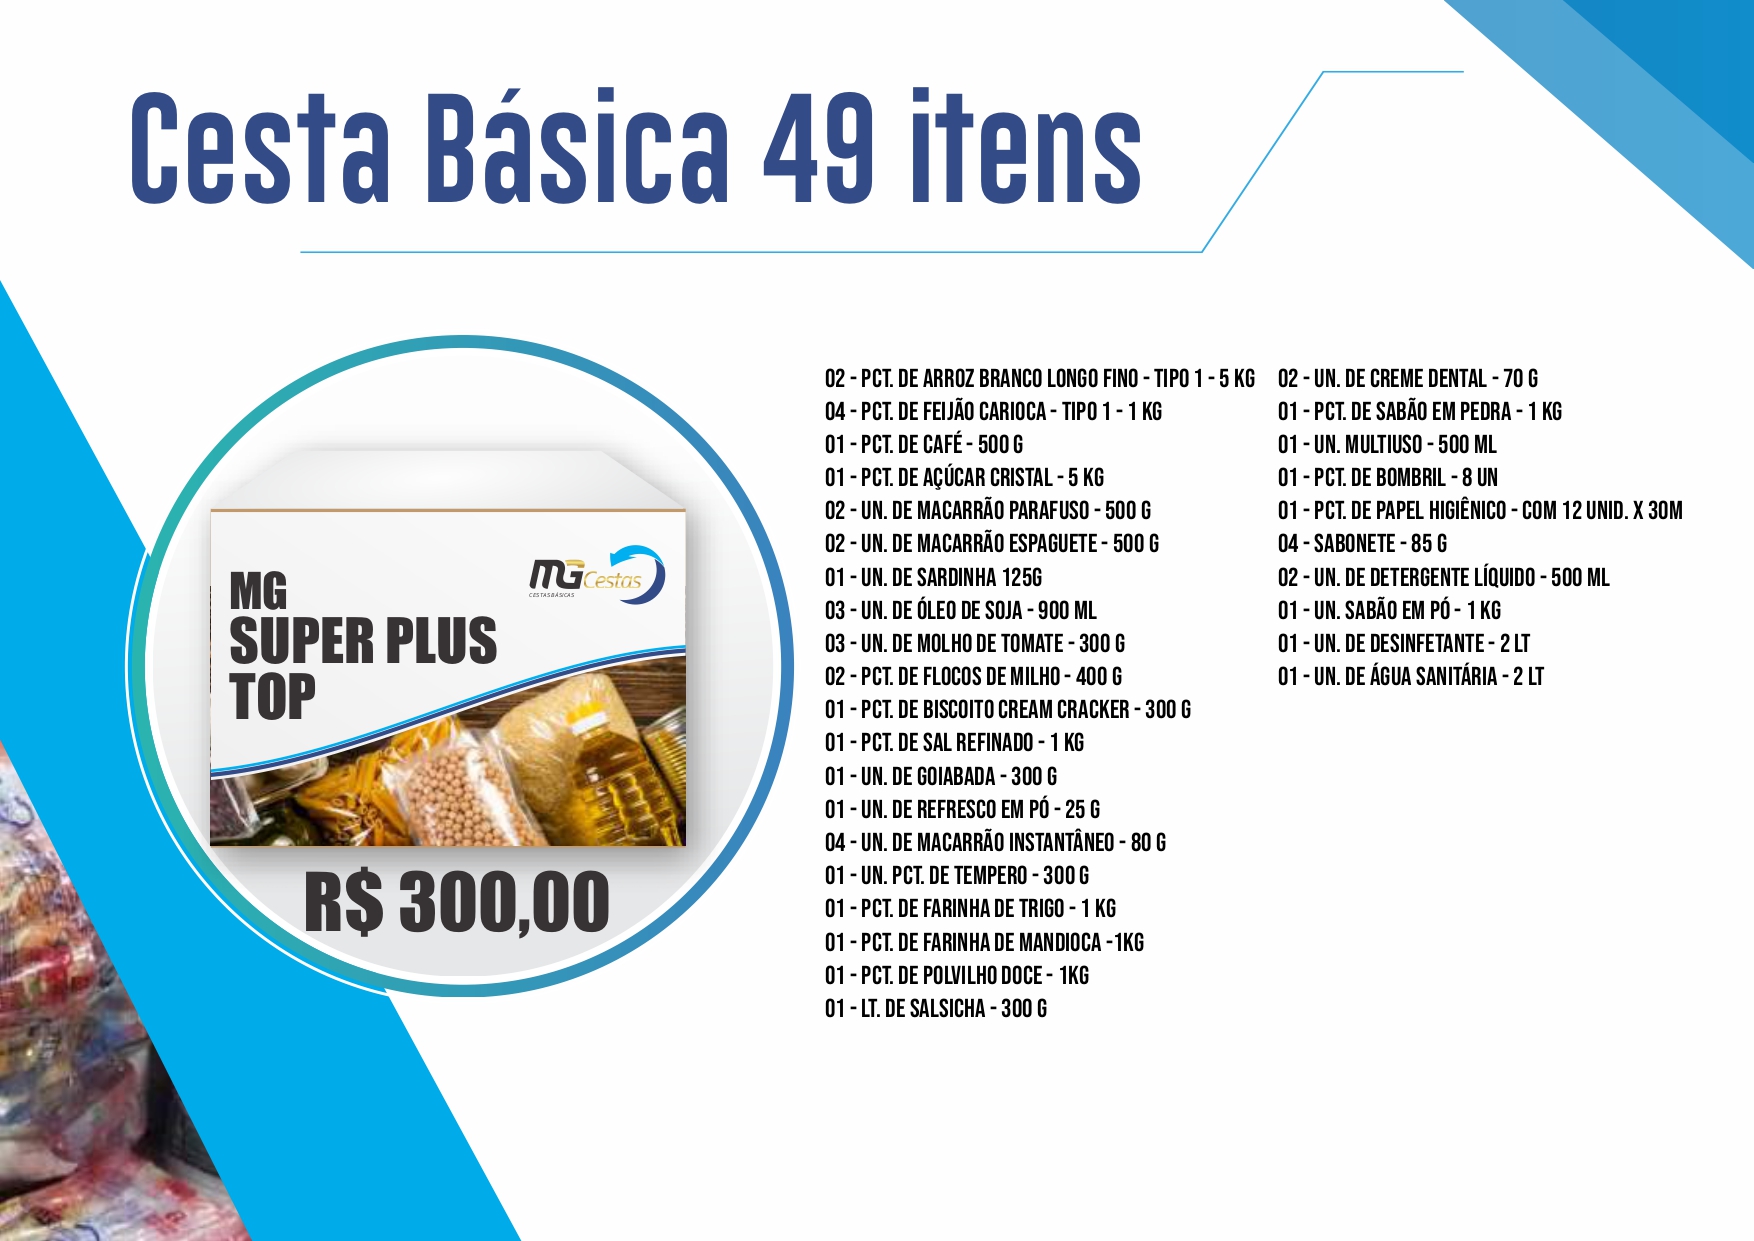 Cesta Básica 49 itens
MG
SUPER PLUS
TOP
MG Cestas
CESTAS BÁSICAS
R$ 300,00
02 - PCT. DE ARROZ BRANCO LONGO FINO - TIPO 1 - 5 KG
04 - PCT. DE FEIJÃO CARIOCA - TIPO 1 - 1 KG
01 - PCT. DE CAFÉ - 500 G
01 - PCT. DE AÇÚCAR CRISTAL - 5 KG
02 - UN. DE MACARRÃO PARAFUSO - 500 G
02 - UN. DE MACARRÃO ESPAGUETE - 500 G
01 - UN. DE SARDINHA 125G
03 - UN. DE ÓLEO DE SOJA - 900 ML
03 - UN. DE MOLHO DE TOMATE - 300 G
02 - PCT. DE FLOCOS DE MILHO - 400 G
01 - PCT. DE BISCOITO CREAM CRACKER - 300 G
01 - PCT. DE SAL REFINADO - 1 KG
01 - UN. DE GOIABADA - 300 G
01 - UN. DE REFRESCO EM PÓ - 25 G
04 - UN. DE MACARRÃO INSTANTÂNEO - 80 G
01 - UN. PCT. DE TEMPERO - 300 G
01 - PCT. DE FARINHA DE TRIGO - 1 KG
01 - PCT. DE FARINHA DE MANDIOCA -1KG
01 - PCT. DE POLVILHO DOCE - 1KG
01 - LT. DE SALSICHA - 300 G
02 - UN. DE CREME DENTAL - 70 G
01 - PCT. DE SABÃO EM PEDRA - 1 KG
01 - UN. MULTIUSO - 500 ML
01 - PCT. DE BOMBRIL - 8 UN
01 - PCT. DE PAPEL HIGIÊNICO - COM 12 UNID. X 30M
04 - SABONETE - 85 G
02 - UN. DE DETERGENTE LÍQUIDO - 500 ML
01 - UN. SABÃO EM PÓ - 1 KG
01 - UN. DE DESINFETANTE - 2 LT
01 - UN. DE ÁGUA SANITÁRIA - 2 LT